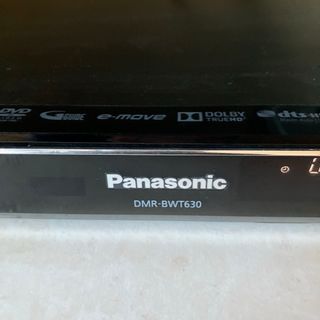 DVD G GUIDE e-move DOLBY TRUEHD dts-H
Panasonic
DMR-BWT630